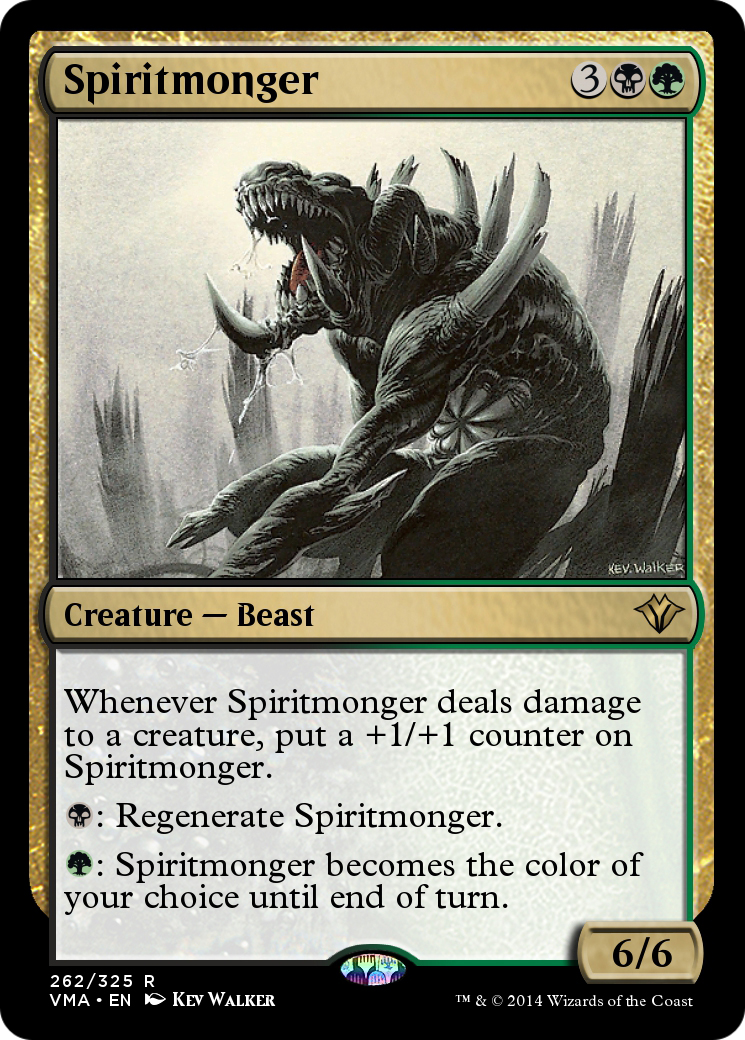 Spiritmonger 3
KEV. WALKER
Creature — Beast
Whenever Spiritmonger deals damage
to a creature, put a +1/+1 counter on
Spiritmonger.
: Regenerate Spiritmonger.
: Spiritmonger becomes the color of
your choice until end of turn.
6/6
262/325 R
VMA • EN Kev Walker
™ & © 2014 Wizards of the Coast